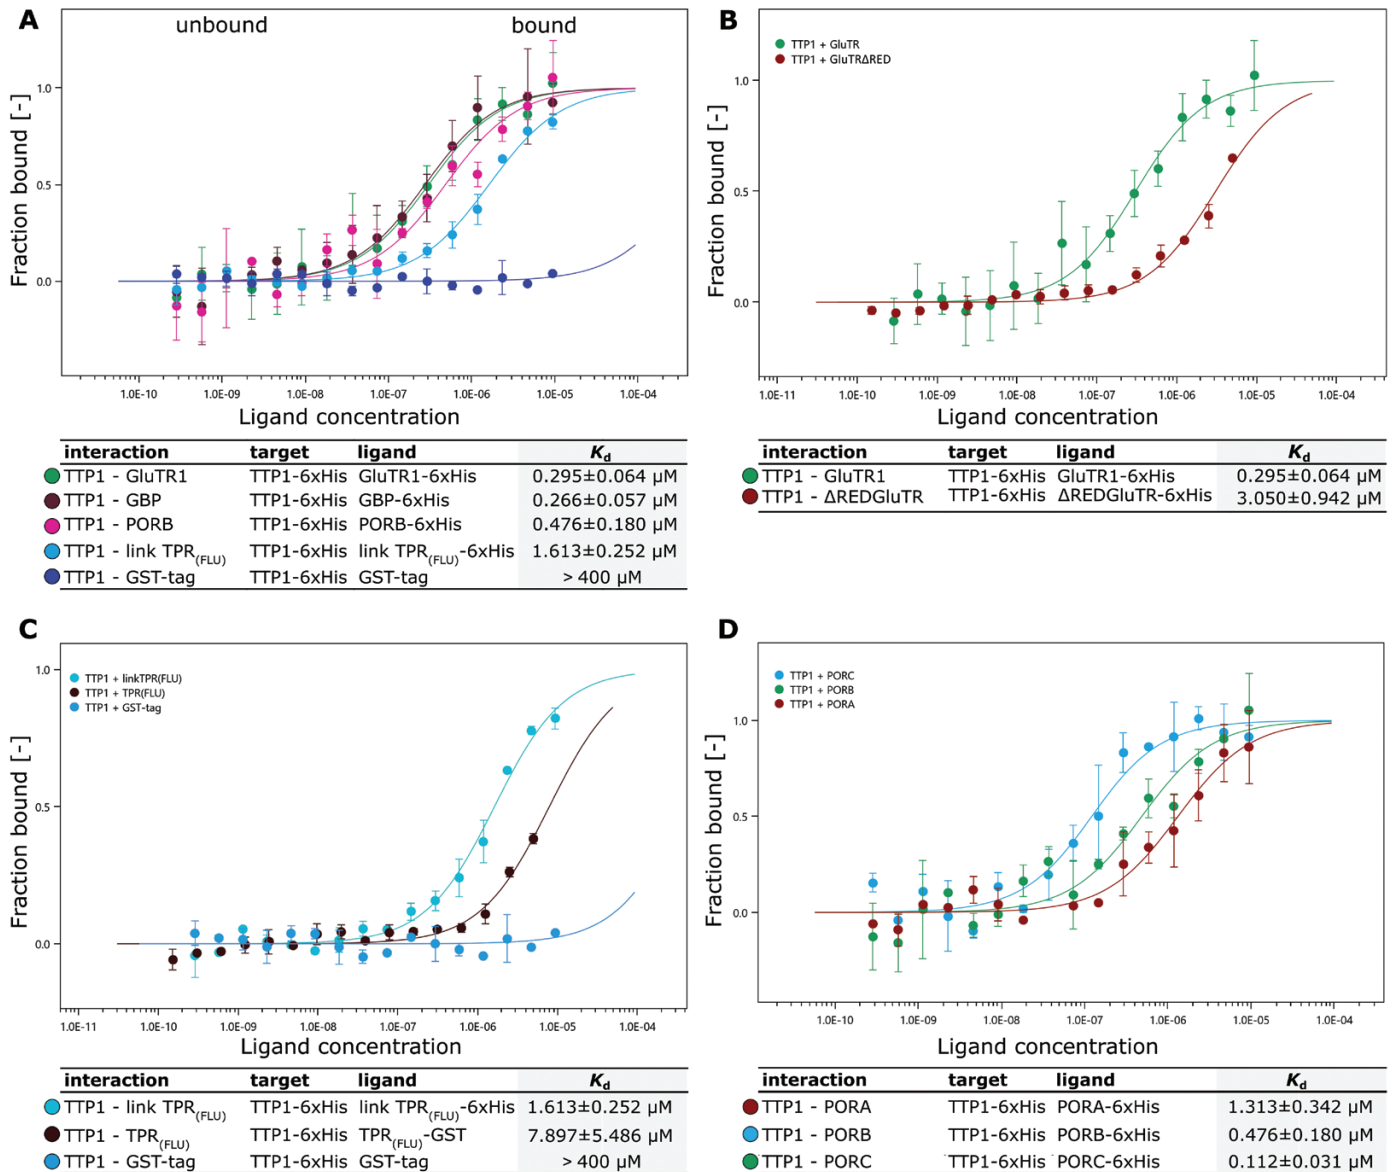 A
unbound
bound
Fraction bound [-]
1.0
0.5
0.0
1.0E-10
1.0E-09
1.0E-08
1.0E-07
1.0E-06
1.0E-05
1.0E-04
Ligand concentration
interaction target ligand Kd
TTP1 - GluTR1 TTP1-6xHis GluTR1-6xHis 0.295±0.064 µM
TTP1 - GBP TTP1-6xHis GBP-6xHis 0.266±0.057 µM
TTP1 - PORB TTP1-6xHis PORB-6xHis 0.476±0.180 µM
TTP1 - link TPR(FLU) TTP1-6xHis link TPR(FLU)-6xHis 1.613±0.252 µM
TTP1 - GST-tag TTP1-6xHis GST-tag > 400 µM
B
TTP1 + GluTR
TTP1 + GluTRΔRED
Fraction bound [-]
1.0
0.5
0.0
1.0E-11
1.0E-10
1.0E-09
1.0E-08
1.0E-07
1.0E-06
1.0E-05
1.0E-04
Ligand concentration
interaction target ligand Kd
TTP1 - GluTR1 TTP1-6xHis GluTR1-6xHis 0.295±0.064 µM
TTP1 - ΔREDGluTR TTP1-6xHis ΔREDGluTR-6xHis 3.050±0.942 µM
C
TTP1 + linkTPR(FLU)
TTP1 + TPR(FLU)
TTP1 + GST-tag
Fraction bound [-]
1.0
0.5
0.0
1.0E-11
1.0E-10
1.0E-09
1.0E-08
1.0E-07
1.0E-06
1.0E-05
1.0E-04
Ligand concentration
interaction target ligand Kd
TTP1 - link TPR(FLU) TTP1-6xHis link TPR(FLU)-6xHis 1.613±0.252 µM
TTP1 - TPR(FLU) TTP1-6xHis TPR(FLU)-GST 7.897±5.486 µM
TTP1 - GST-tag TTP1-6xHis GST-tag > 400 µM
D
TTP1 + PORC
TTP1 + PORB
TTP1 + PORA
Fraction bound [-]
1.0
0.5
0.0
1.0E-10
1.0E-09
1.0E-08
1.0E-07
1.0E-06
1.0E-05
1.0E-04
Ligand concentration
interaction target ligand Kd
TTP1 - PORA TTP1-6xHis PORA-6xHis 1.313±0.342 µM
TTP1 - PORB TTP1-6xHis PORB-6xHis 0.476±0.180 µM
TTP1 - PORC TTP1-6xHis PORC-6xHis 0.112±0.031 µM